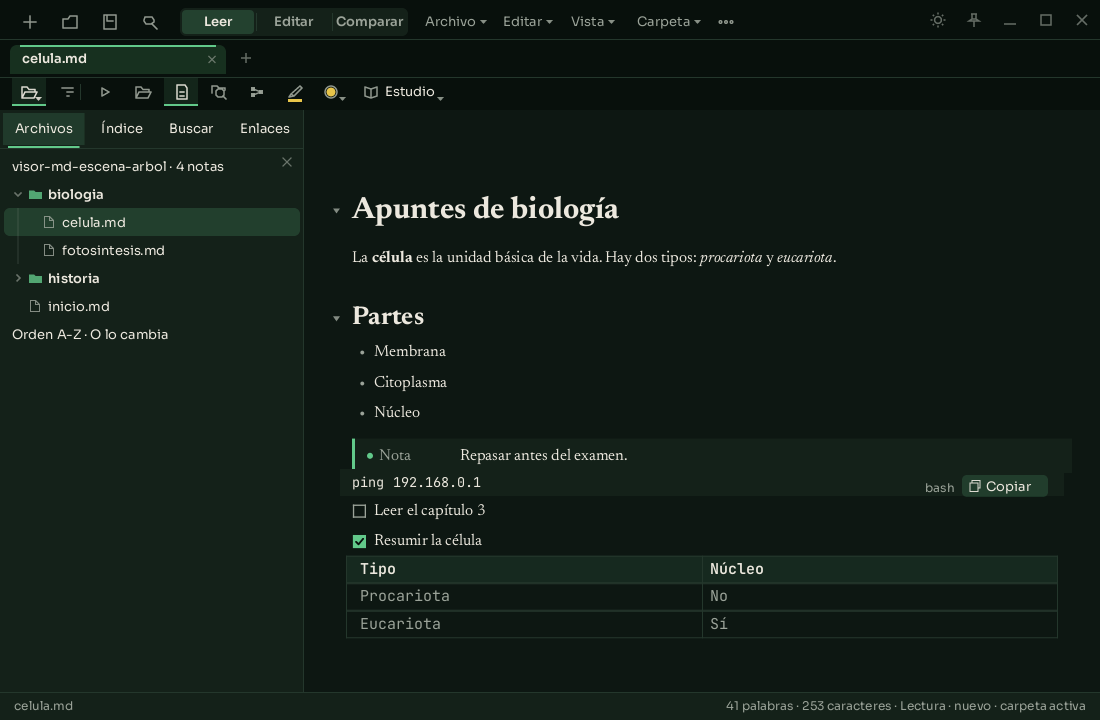 Leer Editar Comparar Archivo Editar Vista Carpeta
celula.md
Estudio
Archivos Índice Buscar Enlaces
visor-md-escena-arbol · 4 notas
biologia
celula.md
fotosintesis.md
historia
inicio.md
Orden A-Z · O lo cambia
Apuntes de biología
La célula es la unidad básica de la vida. Hay dos tipos: procariota y eucariota.
Partes
• Membrana
• Citoplasma
• Núcleo
Nota Repasar antes del examen.
ping 192.168.0.1
bash Copiar
Leer el capítulo 3
Resumir la célula
Tipo Núcleo
Procariota No
Eucariota Sí
celula.md 41 palabras · 253 caracteres · Lectura · nuevo · carpeta activa